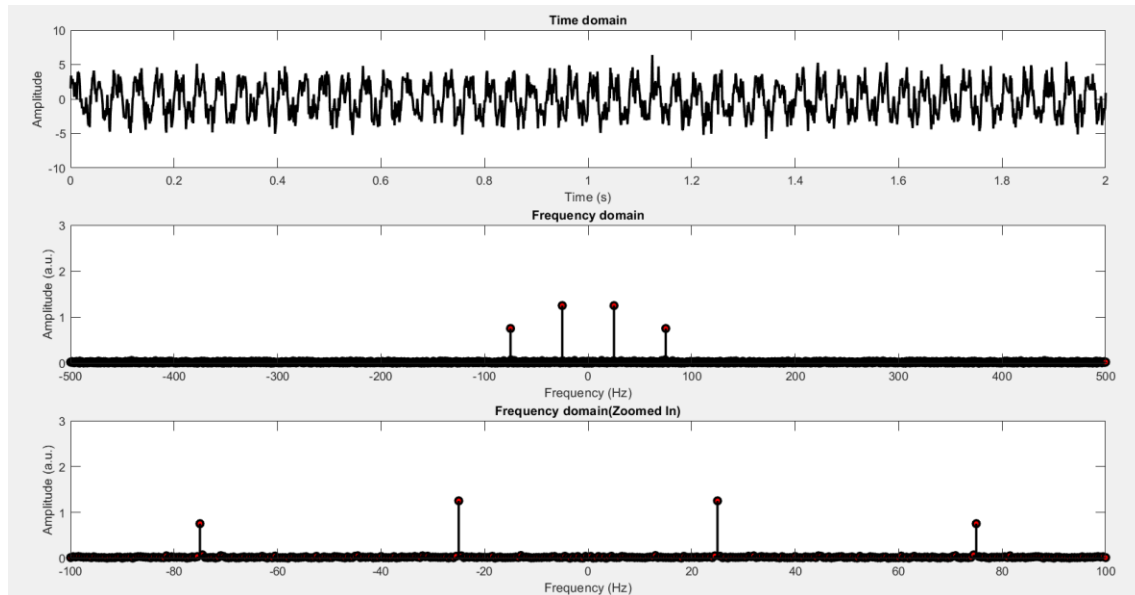 Time domain
10
5
0
-5
-10
Amplitude
0 0.2 0.4 0.6 0.8 1 1.2 1.4 1.6 1.8 2
Time (s)
Frequency domain
3
2
1
0
Amplitude (a.u.)
-500 -400 -300 -200 -100 0 100 200 300 400 500
Frequency (Hz)
Frequency domain(Zoomed In)
3
2
1
0
Amplitude (a.u.)
-100 -80 -60 -40 -20 0 20 40 60 80 100
Frequency (Hz)